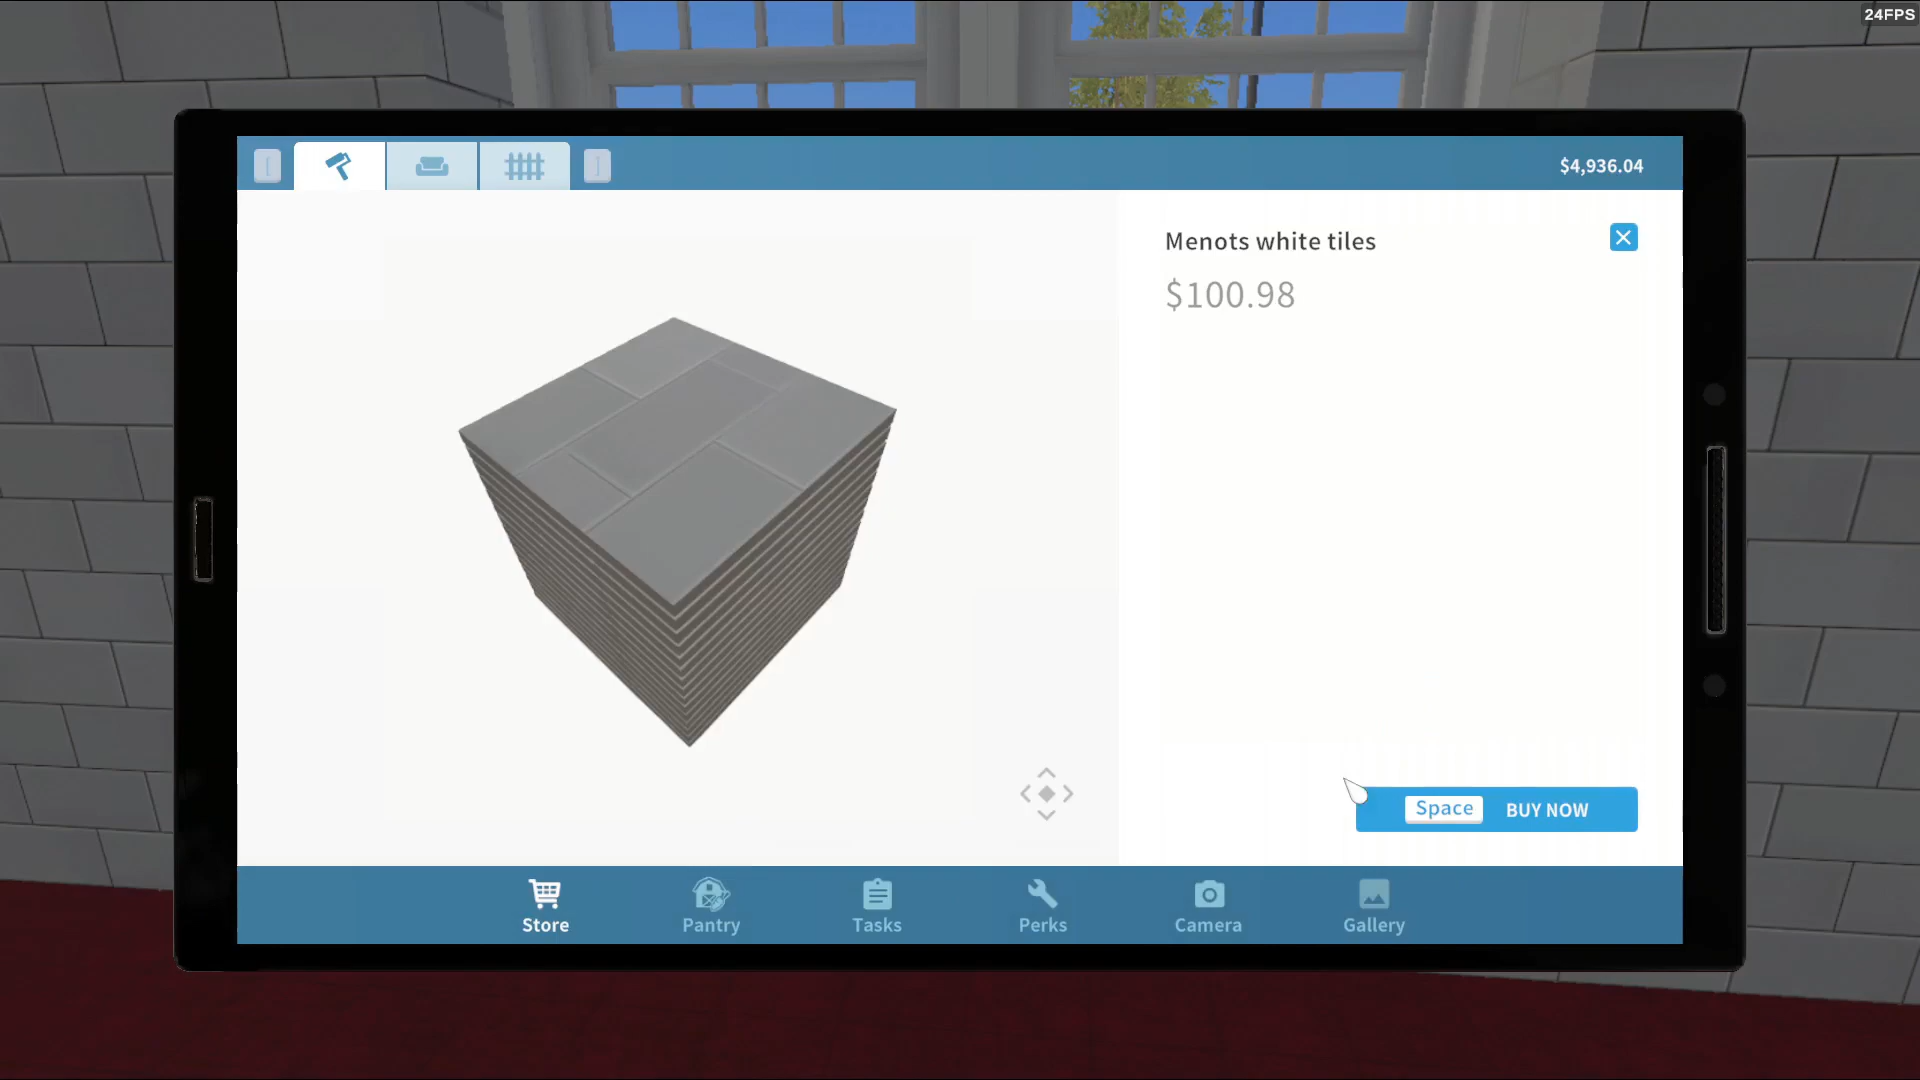 24FPS
[
]
$4,936.04
Menots white tiles
$100.98
Space BUY NOW
Store Pantry Tasks Perks Camera Gallery